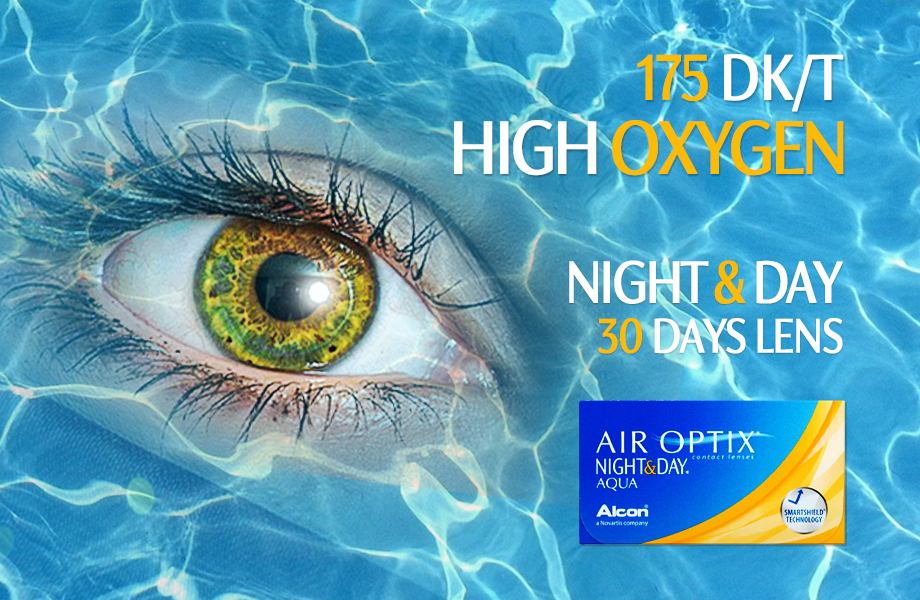 175 DK/T
HIGH OXYGEN
NIGHT & DAY
30 DAYS LENS
AIR OPTIX®
contact lenses
NIGHT&DAY®
AQUA
Alcon®
a Novartis company
SMARTSHIELD™
TECHNOLOGY